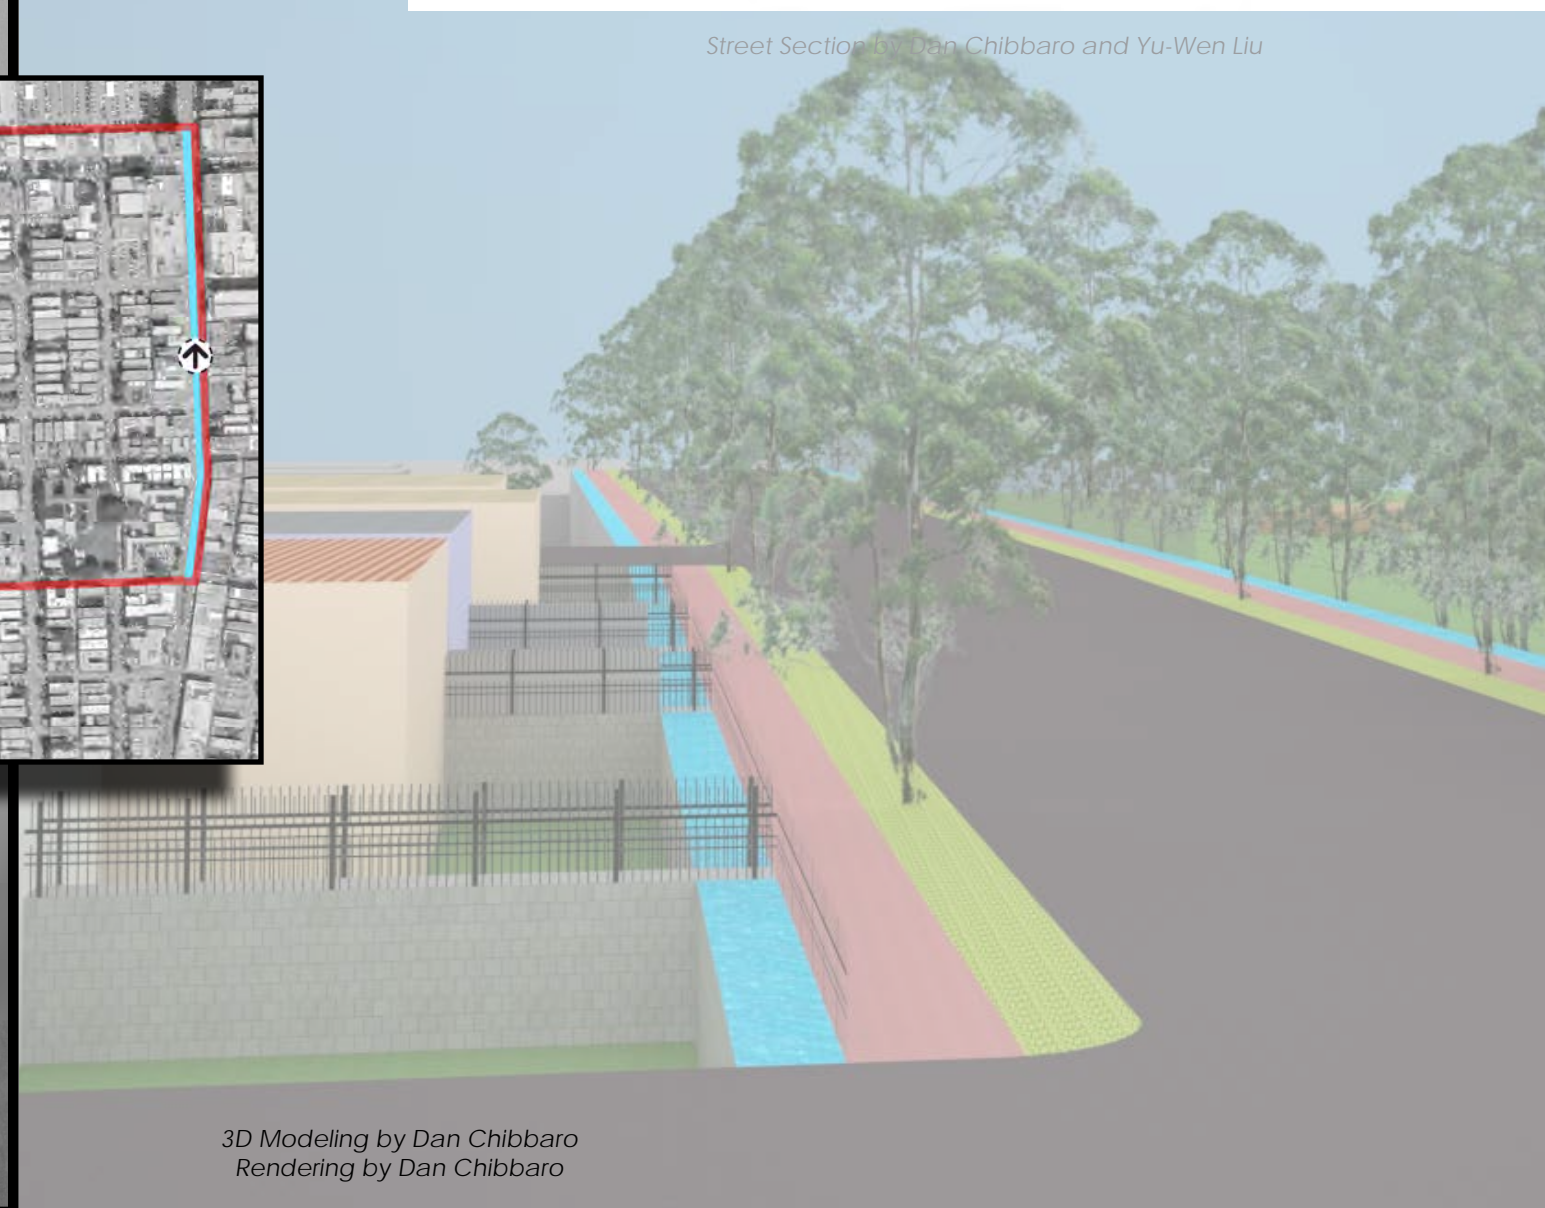 Street Section by Dan Chibbaro and Yu-Wen Liu
3D Modeling by Dan Chibbaro
Rendering by Dan Chibbaro